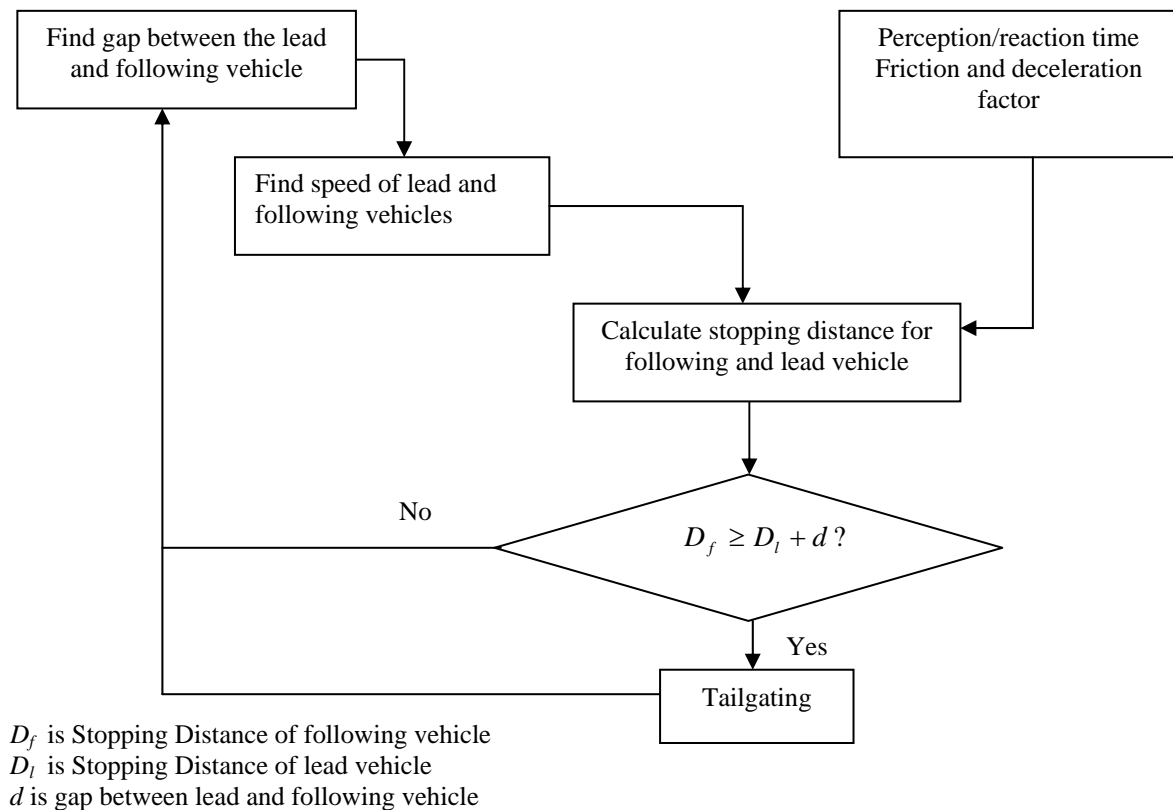 Find gap between the lead
and following vehicle
Perception/reaction time
Friction and deceleration
factor
Find speed of lead and
following vehicles
Calculate stopping distance for
following and lead vehicle
No
D_f ≥ D_l + d ?
Yes
Tailgating
D_f is Stopping Distance of following vehicle
D_l is Stopping Distance of lead vehicle
d is gap between lead and following vehicle